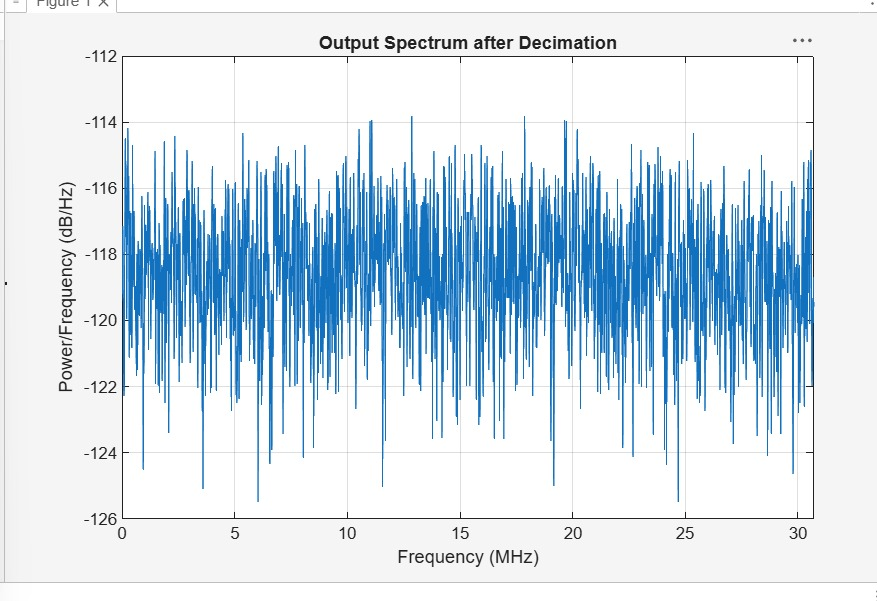 Figure 1 ×
Output Spectrum after Decimation
-112
-114
-116
-118
-120
-122
-124
-126
0 5 10 15 20 25 30
Power/Frequency (dB/Hz)
Frequency (MHz)